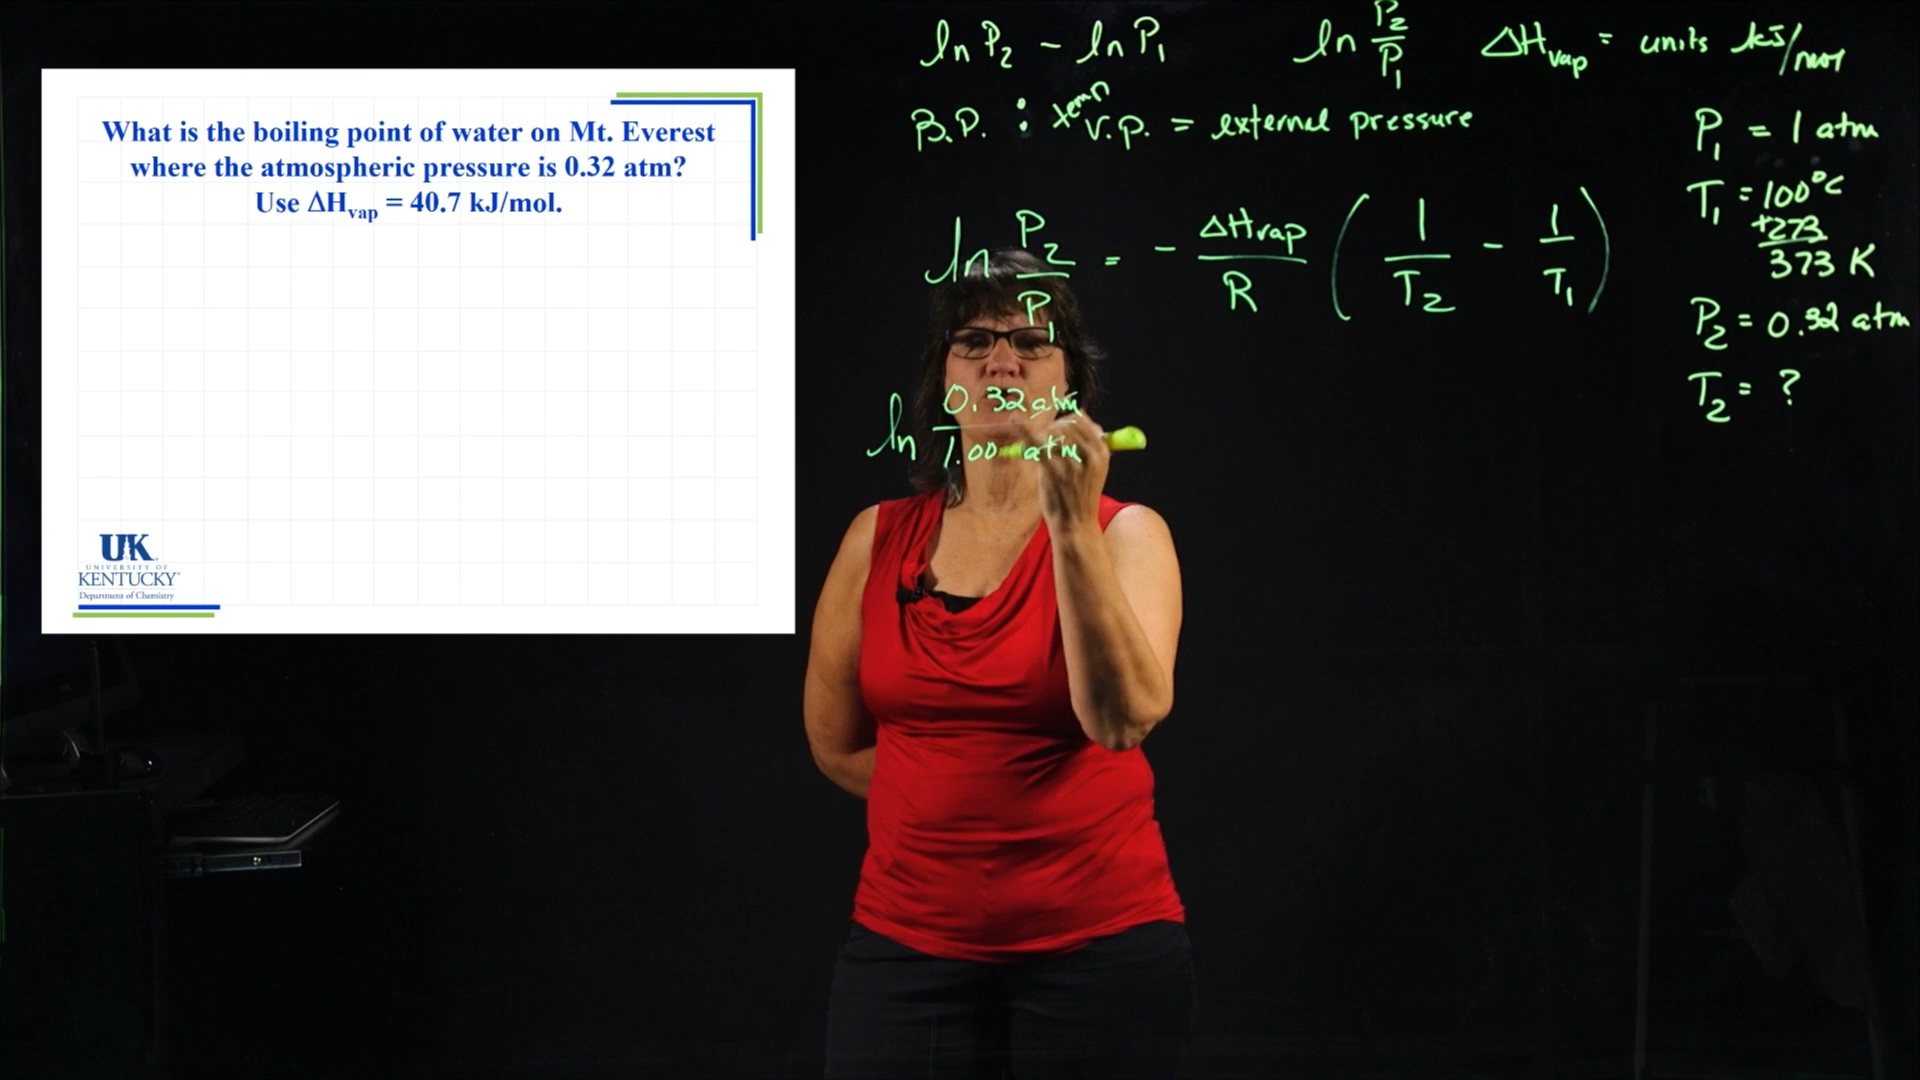 What is the boiling point of water on Mt. Everest
where the atmospheric pressure is 0.32 atm?
Use ΔHvap = 40.7 kJ/mol.
UK
UNIVERSITY OF
KENTUCKY
Department of Chemistry
ln P2 - ln P1
ln P2/P1
ΔHvap = units kJ/mol
B.P. : temp V.P. = external pressure
ln P2/P1 = - ΔHvap/R ( 1/T2 - 1/T1 )
ln 0.32 atm/1.00 atm
P1 = 1 atm
T1 = 100°C
+273
373 K
P2 = 0.32 atm
T2 = ?